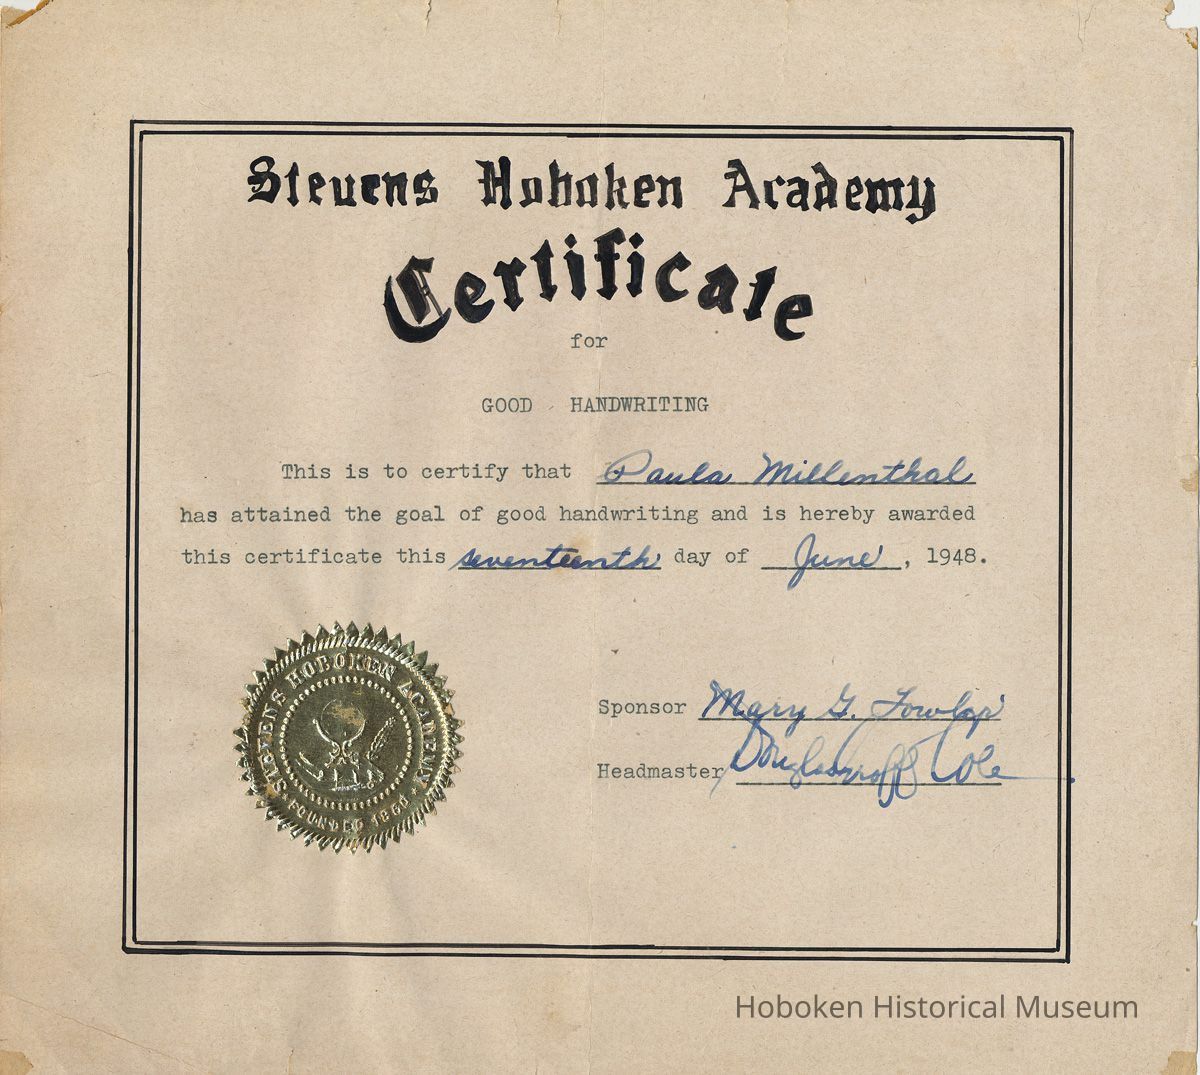 Stevens Hoboken Academy
Certificate
for
GOOD HANDWRITING
This is to certify that Paula Millenthal
has attained the goal of good handwriting and is hereby awarded
this certificate this seventeenth day of June, 1948.
STEVENS HOBOKEN ACADEMY
FOUNDED 1860
Sponsor Mary G.
Headmaster Cole
Hoboken Historical Museum